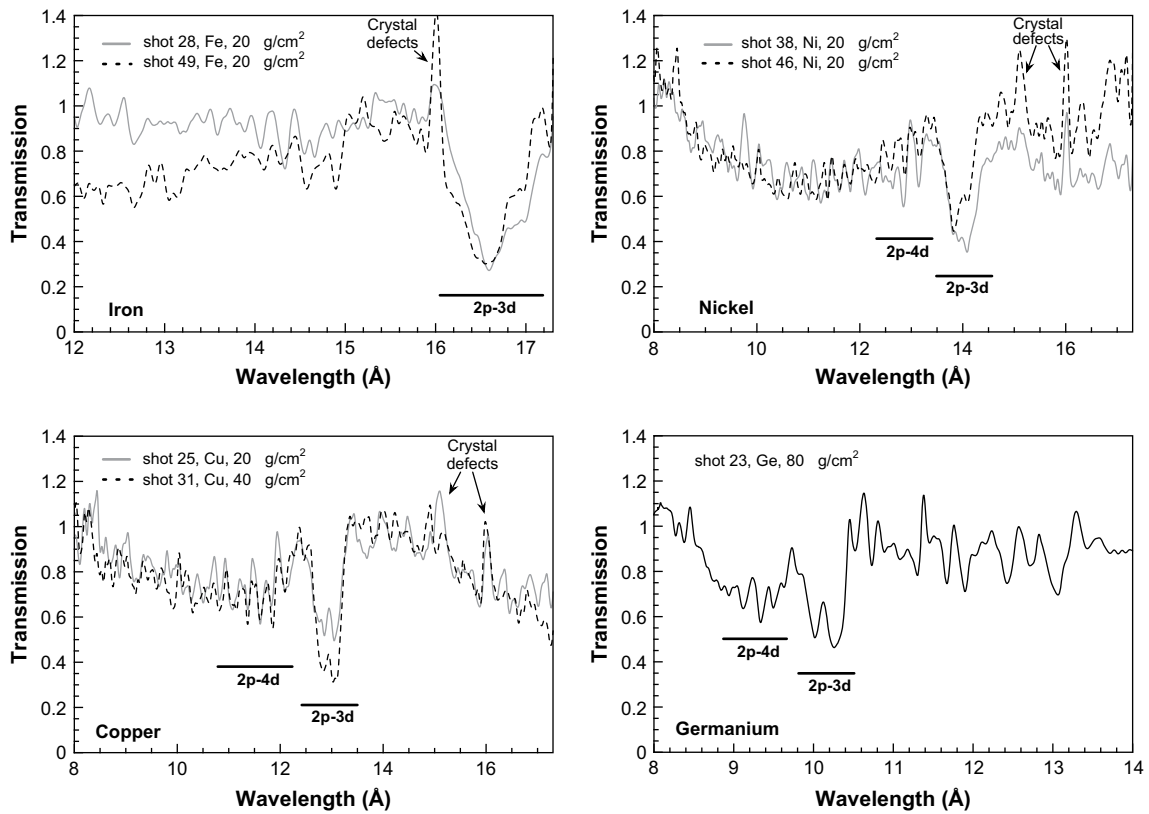 1.4
1.2
1
0.8
0.6
0.4
0.2
0
Transmission
shot 28, Fe, 20 g/cm2
shot 49, Fe, 20 g/cm2
Crystal
defects
2p-3d
Iron
12 13 14 15 16 17
Wavelength (Å)
1.4
1.2
1
0.8
0.6
0.4
0.2
0
Transmission
shot 38, Ni, 20 g/cm2
shot 46, Ni, 20 g/cm2
Crystal
defects
2p-4d
2p-3d
Nickel
8 10 12 14 16
Wavelength (Å)
1.4
1.2
1
0.8
0.6
0.4
0.2
0
Transmission
shot 25, Cu, 20 g/cm2
shot 31, Cu, 40 g/cm2
Crystal
defects
2p-4d
2p-3d
Copper
8 10 12 14 16
Wavelength (Å)
1.4
1.2
1
0.8
0.6
0.4
0.2
0
Transmission
shot 23, Ge, 80 g/cm2
2p-4d
2p-3d
Germanium
8 9 10 11 12 13 14
Wavelength (Å)